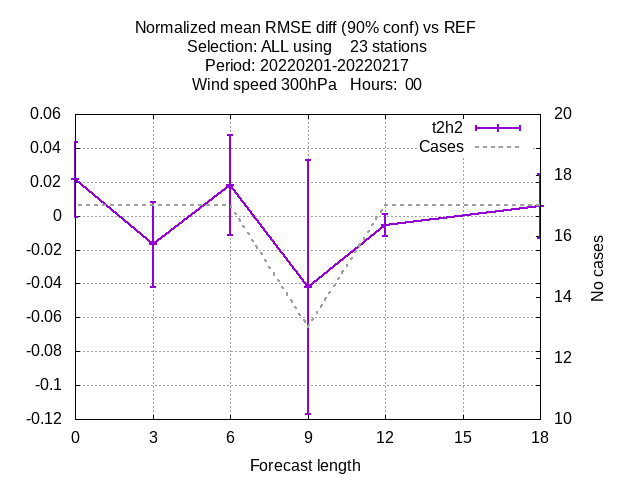 Normalized mean RMSE diff (90% conf) vs REF
Selection: ALL using 23 stations
Period: 20220201-20220217
Wind speed 300hPa Hours: 00
t2h2
Cases
0.06
0.04
0.02
0
-0.02
-0.04
-0.06
-0.08
-0.1
-0.12
20
18
16
14
12
10
No cases
0 3 6 9 12 15 18
Forecast length